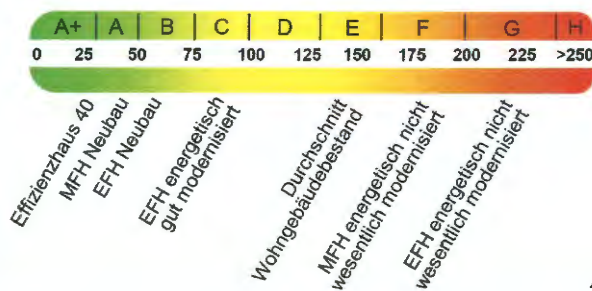 A+ A B C D E F G H
0 25 50 75 100 125 150 175 200 225 >250
Effizienzhaus 40
MFH Neubau
EFH Neubau
EFH energetisch
gut modernisiert
Durchschnitt
Wohngebäudebestand
MFH energetisch nicht
wesentlich modernisiert
EFH energetisch nicht
wesentlich modernisiert